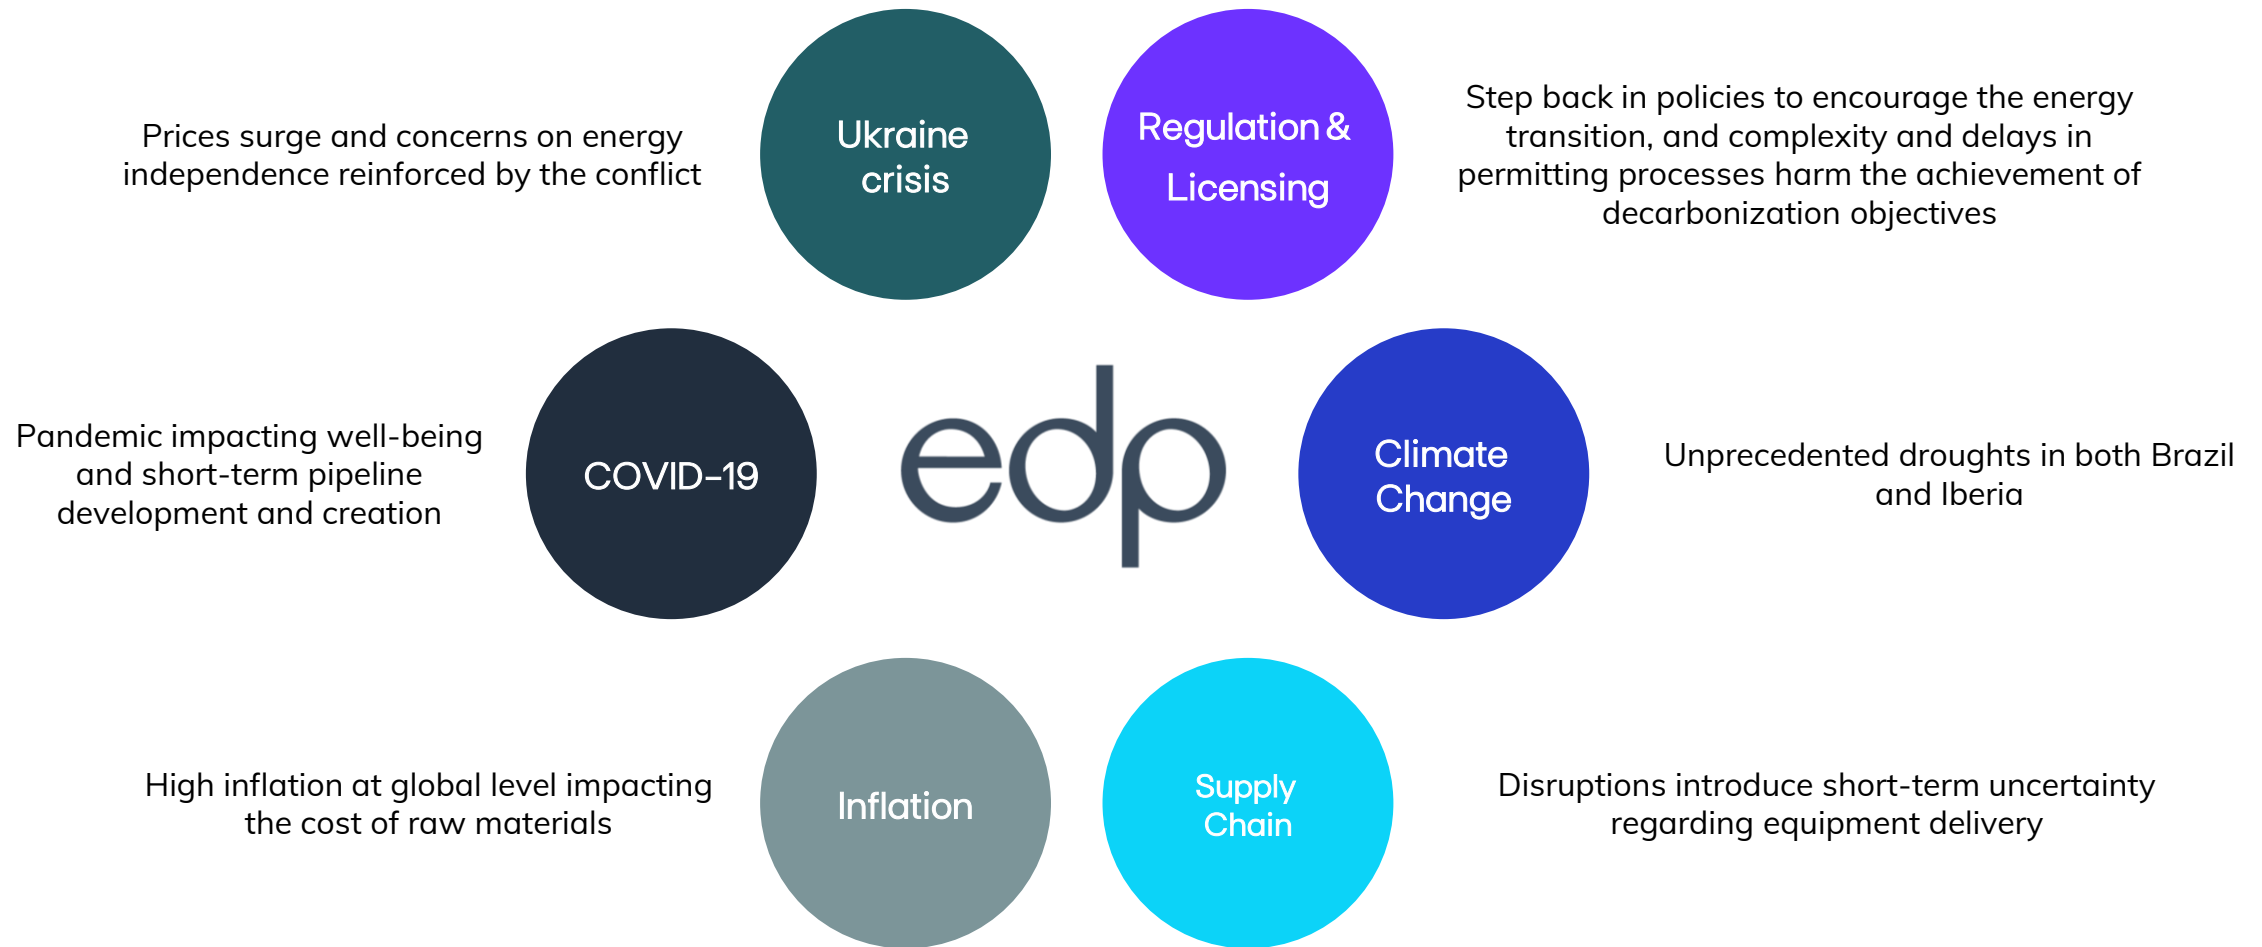 Prices surge and concerns on energy
independence reinforced by the conflict
Ukraine
crisis
Regulation &
Licensing
Step back in policies to encourage the energy
transition, and complexity and delays in
permitting processes harm the achievement of
decarbonization objectives
Pandemic impacting well-being
and short-term pipeline
development and creation
COVID-19
edp
Climate
Change
Unprecedented droughts in both Brazil
and Iberia
High inflation at global level impacting
the cost of raw materials
Inflation
Supply
Chain
Disruptions introduce short-term uncertainty
regarding equipment delivery